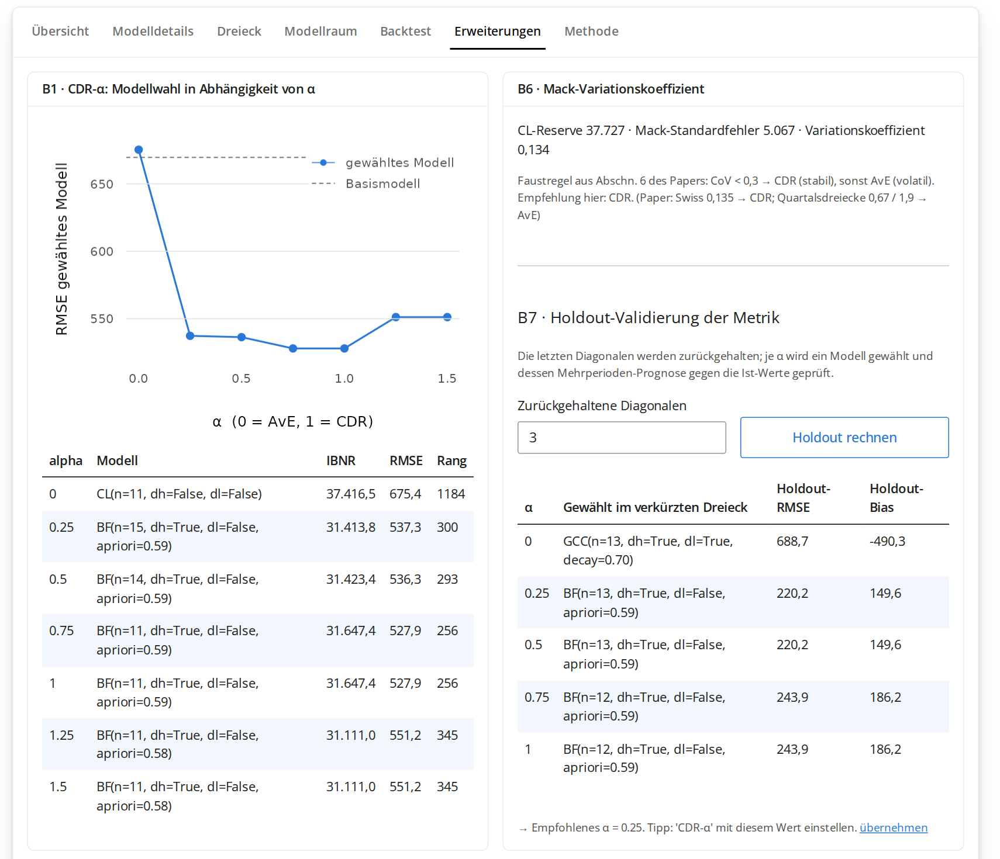 Übersicht Modelldetails Dreieck Modellraum Backtest Erweiterungen Methode
B1 · CDR-α: Modellwahl in Abhängigkeit von α
RMSE gewähltes Modell
650
600
550
gewähltes Modell
Basismodell
0.0 0.5 1.0 1.5
α (0 = AvE, 1 = CDR)
alpha Modell IBNR RMSE Rang
0 CL(n=11, dh=False, dl=False) 37.416,5 675,4 1184
0.25 BF(n=15, dh=True, dl=False, 31.413,8 537,3 300
apriori=0.59)
0.5 BF(n=14, dh=True, dl=False, 31.423,4 536,3 293
apriori=0.59)
0.75 BF(n=11, dh=True, dl=False, 31.647,4 527,9 256
apriori=0.59)
1 BF(n=11, dh=True, dl=False, 31.647,4 527,9 256
apriori=0.59)
1.25 BF(n=11, dh=True, dl=False, 31.111,0 551,2 345
apriori=0.58)
1.5 BF(n=11, dh=True, dl=False, 31.111,0 551,2 345
apriori=0.58)
B6 · Mack-Variationskoeffizient
CL-Reserve 37.727 · Mack-Standardfehler 5.067 · Variationskoeffizient
0,134
Faustregel aus Abschn. 6 des Papers: CoV < 0,3 → CDR (stabil), sonst AvE (volatil).
Empfehlung hier: CDR. (Paper: Swiss 0,135 → CDR; Quartalsdreiecke 0,67 / 1,9 →
AvE)
B7 · Holdout-Validierung der Metrik
Die letzten Diagonalen werden zurückgehalten; je α wird ein Modell gewählt und
dessen Mehrperioden-Prognose gegen die Ist-Werte geprüft.
Zurückgehaltene Diagonalen
3 Holdout rechnen
Holdout- Holdout-
α Gewählt im verkürzten Dreieck RMSE Bias
0 GCC(n=13, dh=True, dl=True, 688,7 -490,3
decay=0.70)
0.25 BF(n=13, dh=True, dl=False, 220,2 149,6
apriori=0.59)
0.5 BF(n=13, dh=True, dl=False, 220,2 149,6
apriori=0.59)
0.75 BF(n=12, dh=True, dl=False, 243,9 186,2
apriori=0.59)
1 BF(n=12, dh=True, dl=False, 243,9 186,2
apriori=0.59)
→ Empfohlenes α = 0.25. Tipp: 'CDR-α' mit diesem Wert einstellen. übernehmen